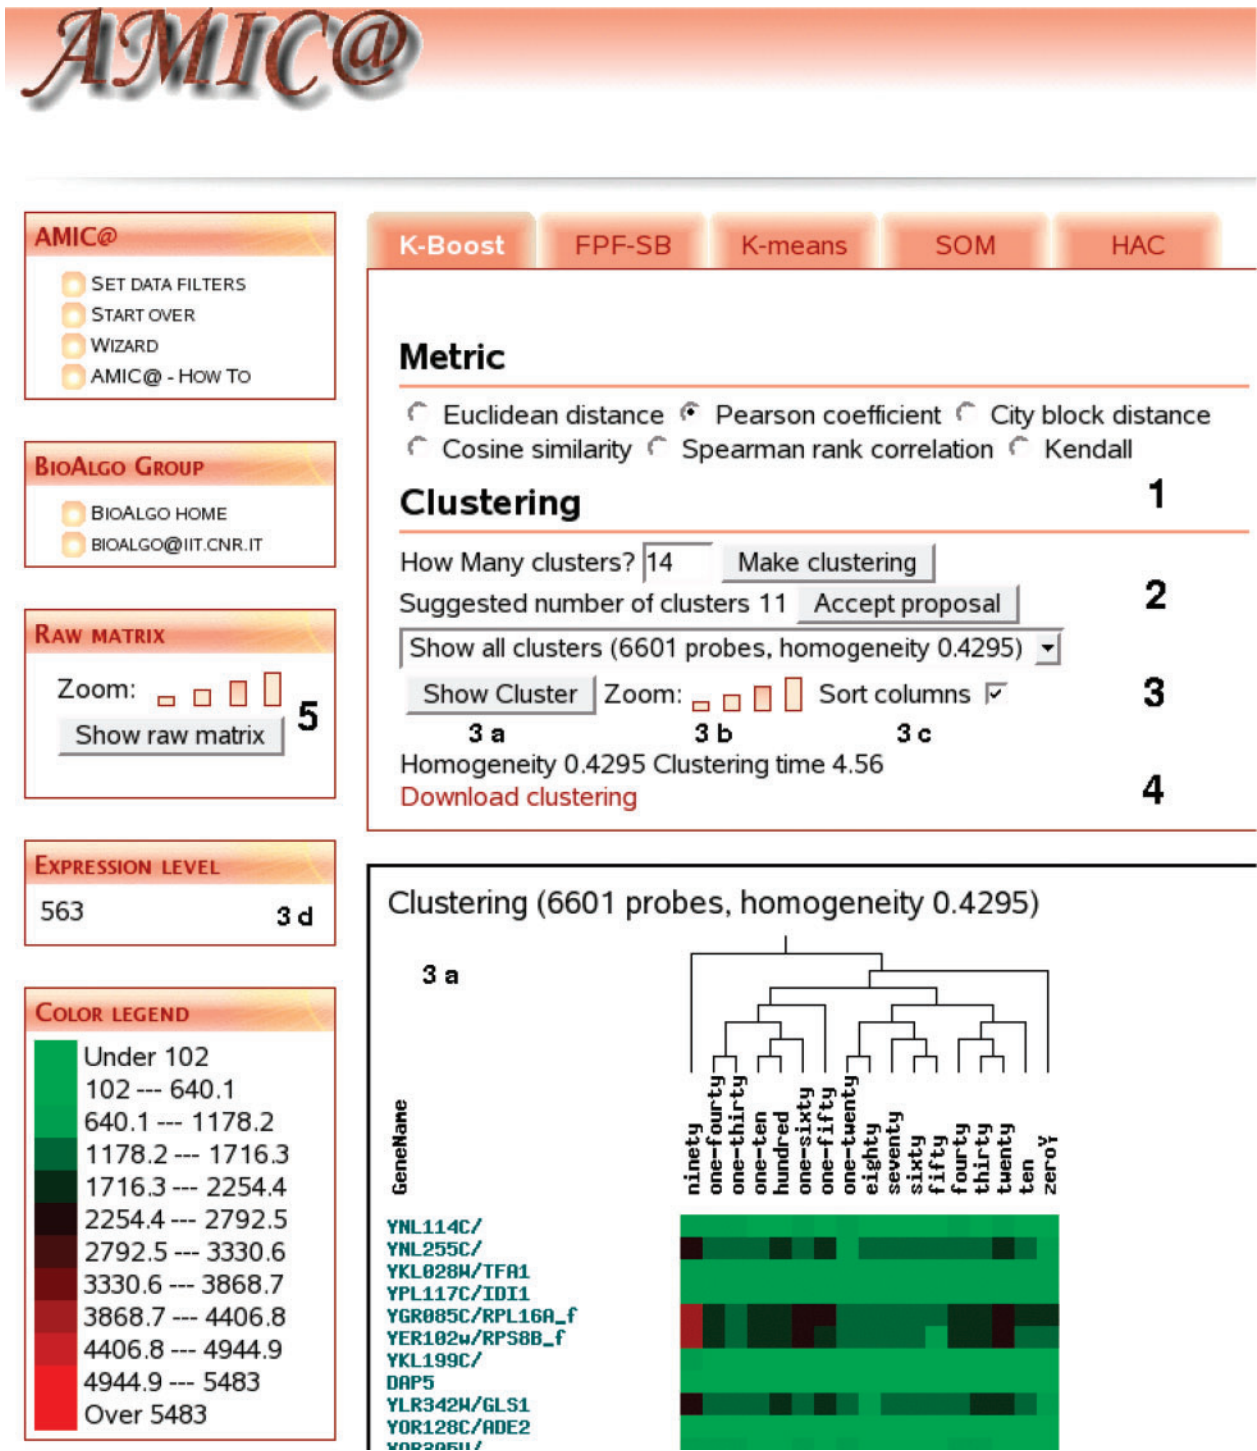 AMIC@
AMIC@
SET DATA FILTERS
START OVER
WIZARD
AMIC@ - HOW TO
BIOALGO GROUP
BIOALGO HOME
BIOALGO@IIT.CNR.IT
RAW MATRIX
Zoom:
Show raw matrix 5
EXPRESSION LEVEL
563 3 d
COLOR LEGEND
Under 102
102 --- 640.1
640.1 --- 1178.2
1178.2 --- 1716.3
1716.3 --- 2254.4
2254.4 --- 2792.5
2792.5 --- 3330.6
3330.6 --- 3868.7
3868.7 --- 4406.8
4406.8 --- 4944.9
4944.9 --- 5483
Over 5483
K-Boost FPF-SB K-means SOM HAC
Metric
Euclidean distance Pearson coefficient City block distance
Cosine similarity Spearman rank correlation Kendall
1
Clustering
How Many clusters? 14 Make clustering
Suggested number of clusters 11 Accept proposal 2
Show all clusters (6601 probes, homogeneity 0.4295)
Show Cluster Zoom: Sort columns 3
3 a 3 b 3 c
Homogeneity 0.4295 Clustering time 4.56
Download clustering 4
Clustering (6601 probes, homogeneity 0.4295)
3 a
GeneName
ninety
one-fourty
one-thirty
one-ten
hundred
one-sixty
one-fifty
one-twenty
eighty
seventy
sixty
fifty
fourty
thirty
twenty
ten
YNL114C/
YNL255C/
YKL028W/TFA1
YPL117C/IDI1
YGR085C/RPL16A_f
YER102w/RPS8B_f
YKL199C/
DAP5
YLR342W/GLS1
YOR128C/ADE2